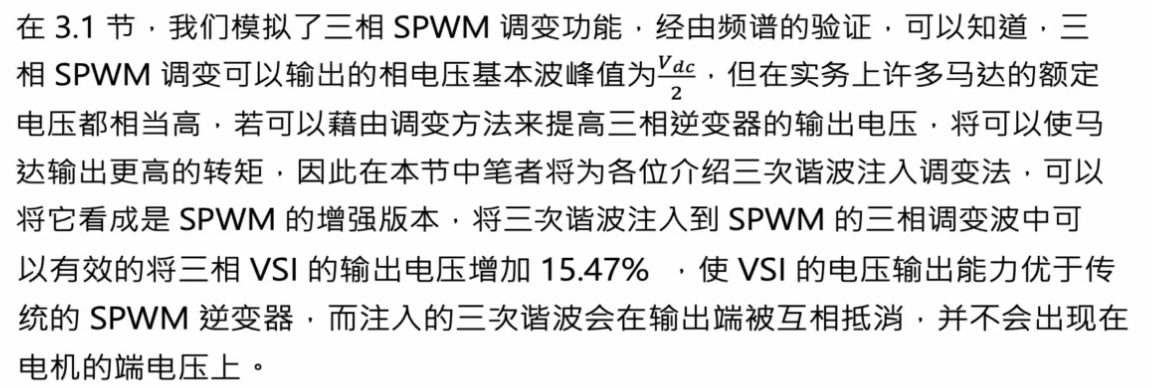 在 3.1 节，我们模拟了三相 SPWM 调变功能，经由频谱的验证，可以知道，三
相 SPWM 调变可以输出的相电压基本波峰值为$\frac{V_{dc}}{2}$，但在实务上许多马达的额定
电压都相当高，若可以藉由调变方法来提高三相逆变器的输出电压，将可以使马
达输出更高的转矩，因此在本节中笔者将为各位介绍三次谐波注入调变法，可以
将它看成是 SPWM 的增强版本，将三次谐波注入到 SPWM 的三相调变波中可
以有效的将三相 VSI 的输出电压增加 15.47% ，使 VSI 的电压输出能力优于传
统的 SPWM 逆变器，而注入的三次谐波会在输出端被互相抵消，并不会出现在
电机的端电压上。